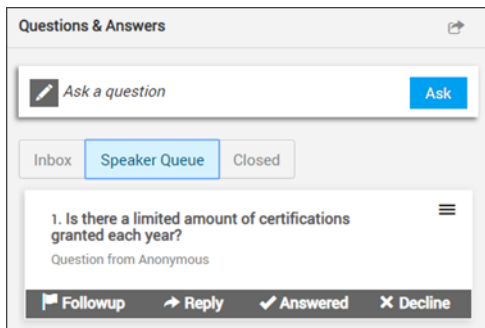 Questions & Answers
Ask a question
Ask
Inbox
Speaker Queue
Closed
1. Is there a limited amount of certifications
granted each year?
Question from Anonymous
Followup
Reply
Answered
Decline